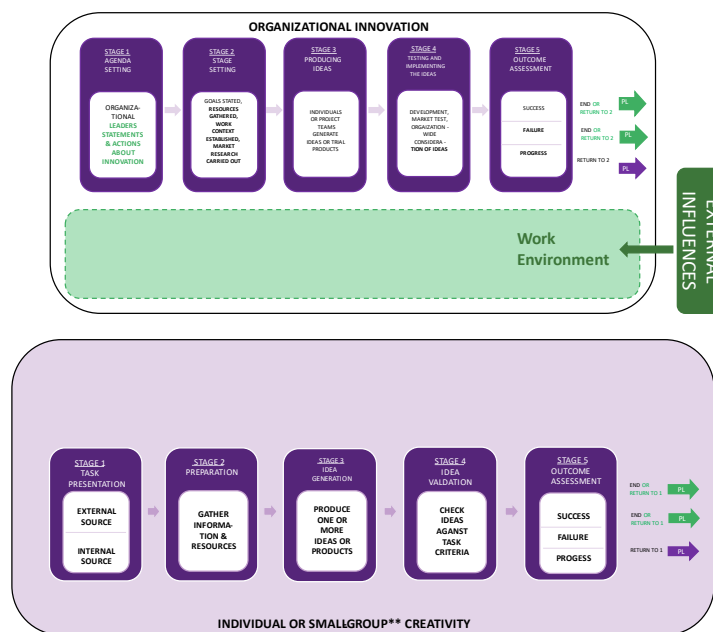 ORGANIZATIONAL INNOVATION
STAGE 1
AGENDA
SETTING
ORGANIZA-
TIONAL
LEADERS
STATEMENTS
& ACTIONS
ABOUT
INNOVATION
STAGE 2
STAGE
SETTING
GOALS STATED,
RESOURCES
GATHERED,
WORK
CONTEXT
ESTABLISHED,
MARKET
RESEARCH
CARRIED OUT
STAGE 3
PRODUCING
IDEAS
INDIVIDUALS
OR PROJECT
TEAMS
GENERATE
IDEAS OR TRIAL
PRODUCTS
STAGE 4
TESTING AND
IMPLEMENTING
THE IDEAS
DEVELOPMENT,
MARKET TEST,
ORGAIZATION -
WIDE
CONSIDERA-
TION OF IDEAS
STAGE 5
OUTCOME
ASSESSMENT
SUCCESS
FAILURE
PROGRESS
END OR
RETURN TO 2
PL
END OR
RETURN TO 2
PL
RETURN TO 2
PL
Work
Environment
EXTERNAL
INFLUENCES
STAGE 1
TASK
PRESENTATION
EXTERNAL
SOURCE
INTERNAL
SOURCE
STAGE 2
PREPARATION
GATHER
INFORMA-
TION &
RESOURCES
STAGE 3
IDEA
GENERATION
PRODUCE
ONE OR
MORE
IDEAS OR
PRODUCTS
STAGE 4
IDEA
VALDATION
CHECK
IDEAS
AGANST
TASK
CRITERIA
STAGE 5
OUTCOME
ASSESSMENT
SUCCESS
FAILURE
PROGESS
END OR
RETURN TO 1
PL
END OR
RETURN TO 1
PL
RETURN TO 1
PL
INDIVIDUAL OR SMALL-GROUP** CREATIVITY